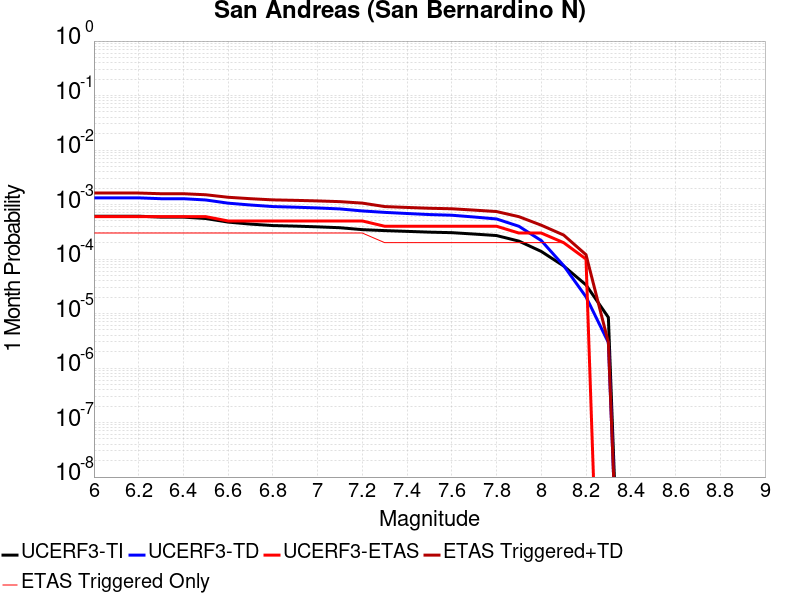 San Andreas (San Bernardino N)
10^0
10^-1
10^-2
10^-3
10^-4
10^-5
10^-6
10^-7
10^-8
1 Month Probability
6 6.2 6.4 6.6 6.8 7 7.2 7.4 7.6 7.8 8 8.2 8.4 8.6 8.8 9
Magnitude
UCERF3-TI UCERF3-TD UCERF3-ETAS ETAS Triggered+TD
ETAS Triggered Only